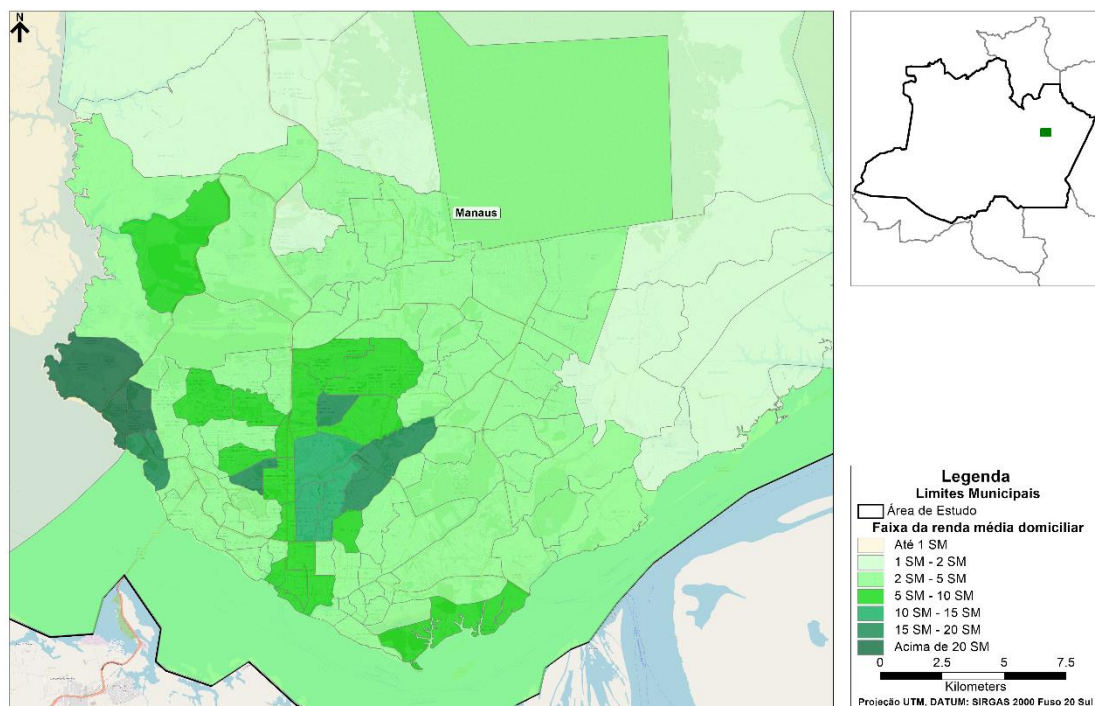 N
Manaus
Legenda
Limites Municipais
Área de Estudo
Faixa da renda média domiciliar
Até 1 SM
1 SM - 2 SM
2 SM - 5 SM
5 SM - 10 SM
10 SM - 15 SM
15 SM - 20 SM
Acima de 20 SM
0 2.5 5 7.5
Kilometers
Projeção UTM, DATUM: SIRGAS 2000 Fuso 20 Sul